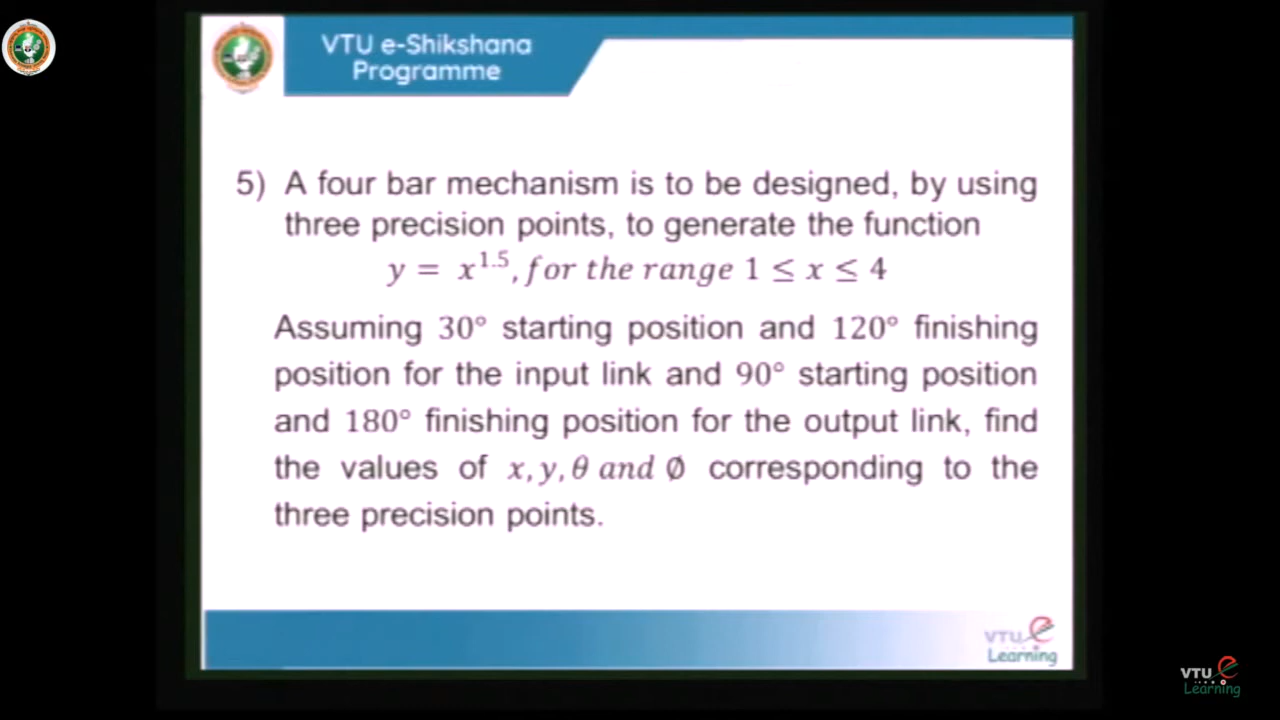 VTU e-Shikshana
Programme
5) A four bar mechanism is to be designed, by using
three precision points, to generate the function
y = x^1.5, for the range 1 ≤ x ≤ 4
Assuming 30° starting position and 120° finishing
position for the input link and 90° starting position
and 180° finishing position for the output link, find
the values of x, y, θ and ∅ corresponding to the
three precision points.
VTU e
Learning
VTU e
Learning